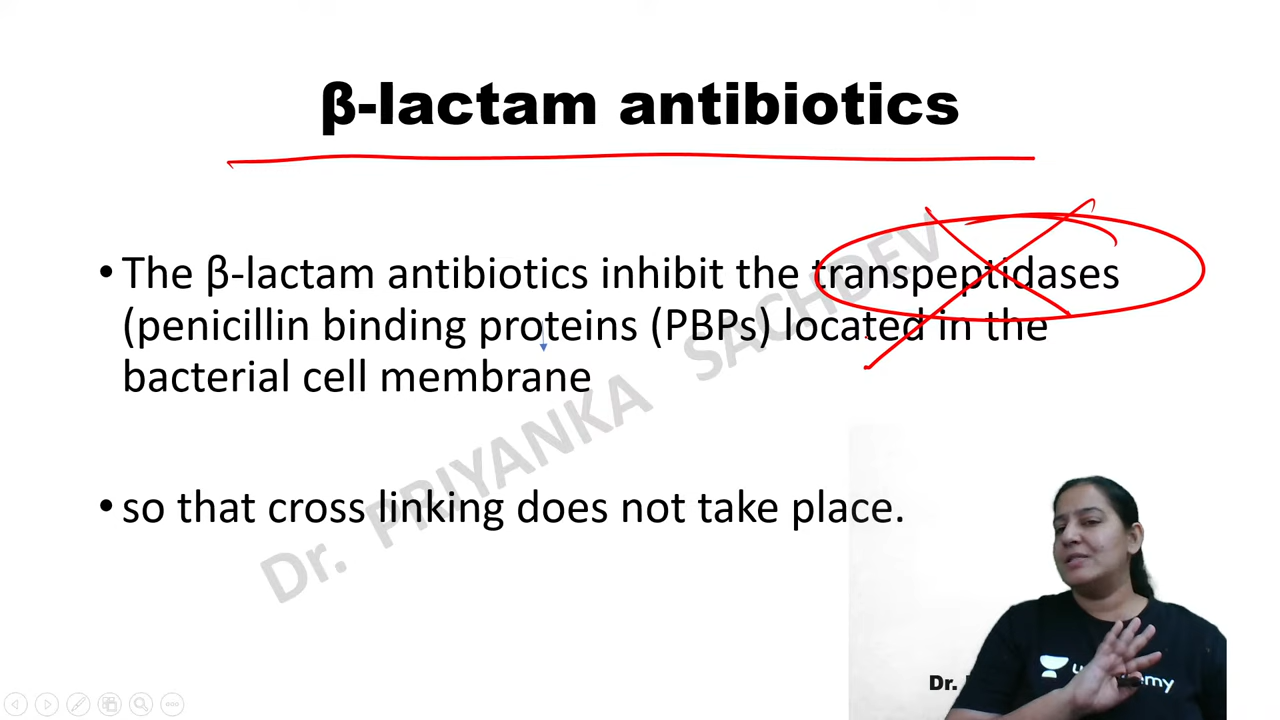 β-lactam antibiotics
• The β-lactam antibiotics inhibit the transpeptidases
(penicillin binding proteins (PBPs) located in the
bacterial cell membrane
• so that cross linking does not take place.
Dr. PRIYANKA SACHDEV
Dr.